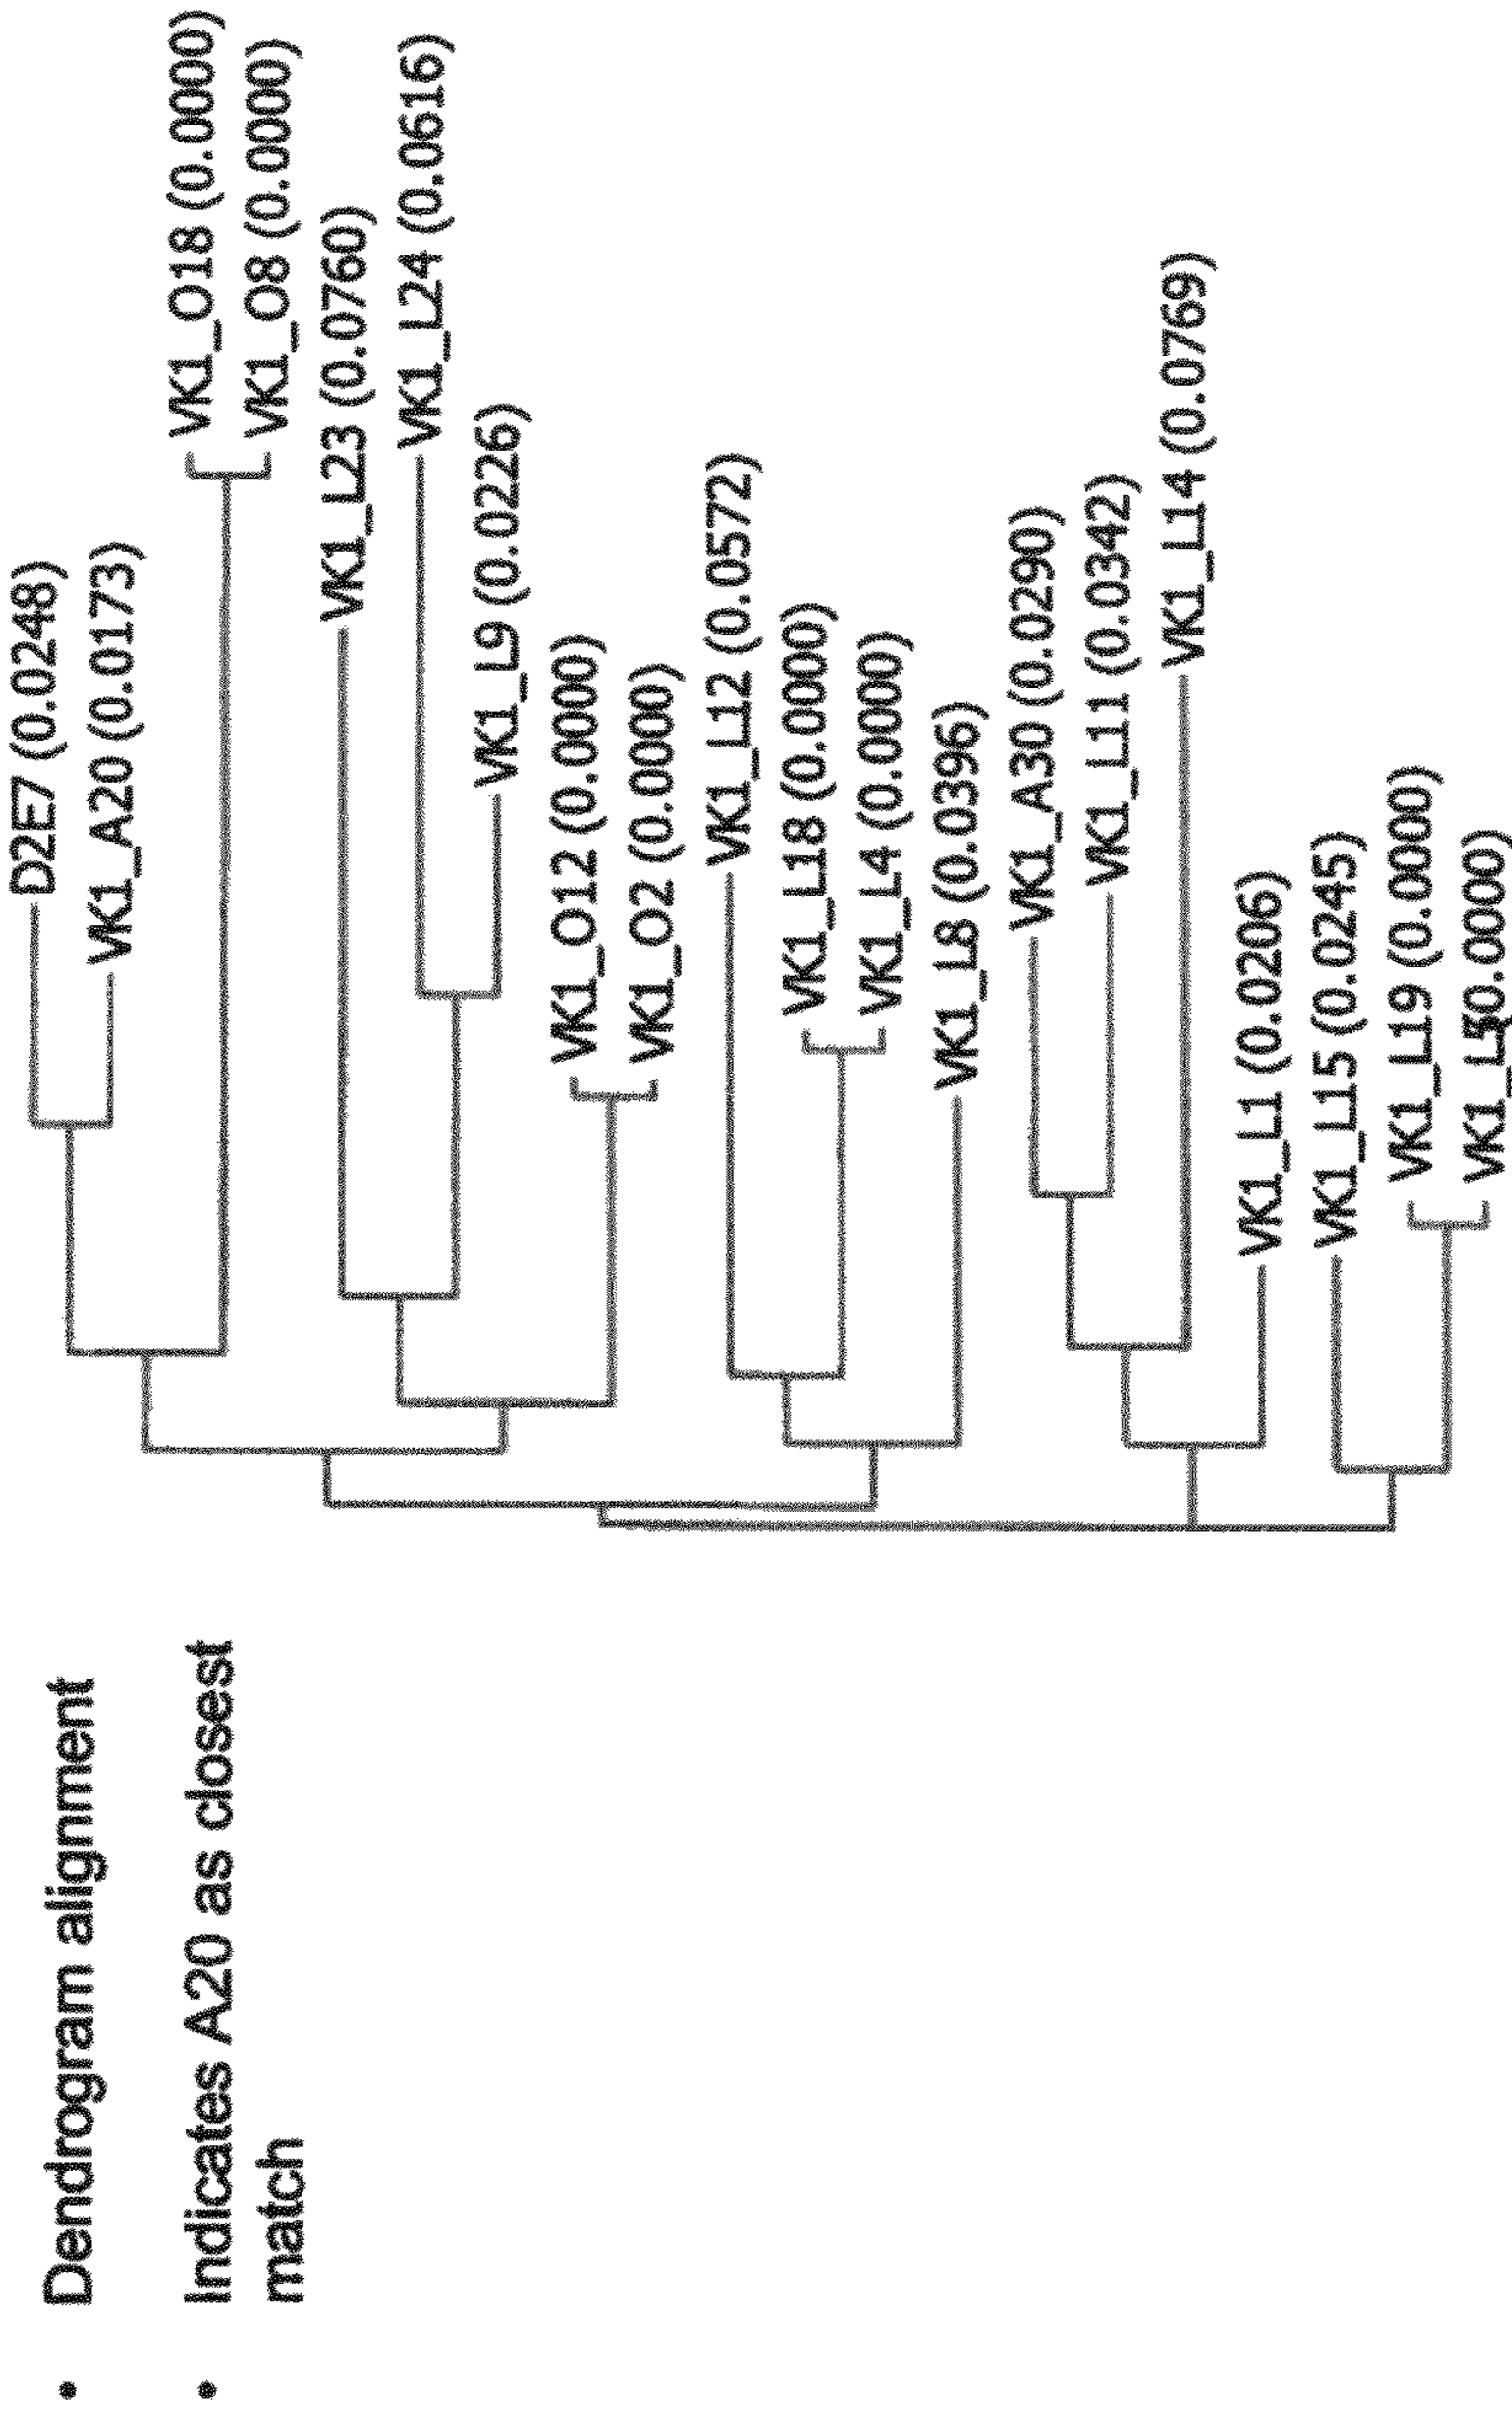 • Dendrogram alignment
• Indicates A20 as closest
match
D2E7 (0.0248)
VK1_A20 (0.0173)
VK1_O18 (0.0000)
VK1_O8 (0.0000)
VK1_L23 (0.0760)
VK1_L24 (0.0616)
VK1_L9 (0.0226)
VK1_O12 (0.0000)
VK1_O2 (0.0000)
VK1_L12 (0.0572)
VK1_L18 (0.0000)
VK1_L4 (0.0000)
VK1_L8 (0.0396)
VK1_A30 (0.0290)
VK1_L11 (0.0342)
VK1_L14 (0.0769)
VK1_L1 (0.0206)
VK1_L15 (0.0245)
VK1_L19 (0.0000)
0.0000)